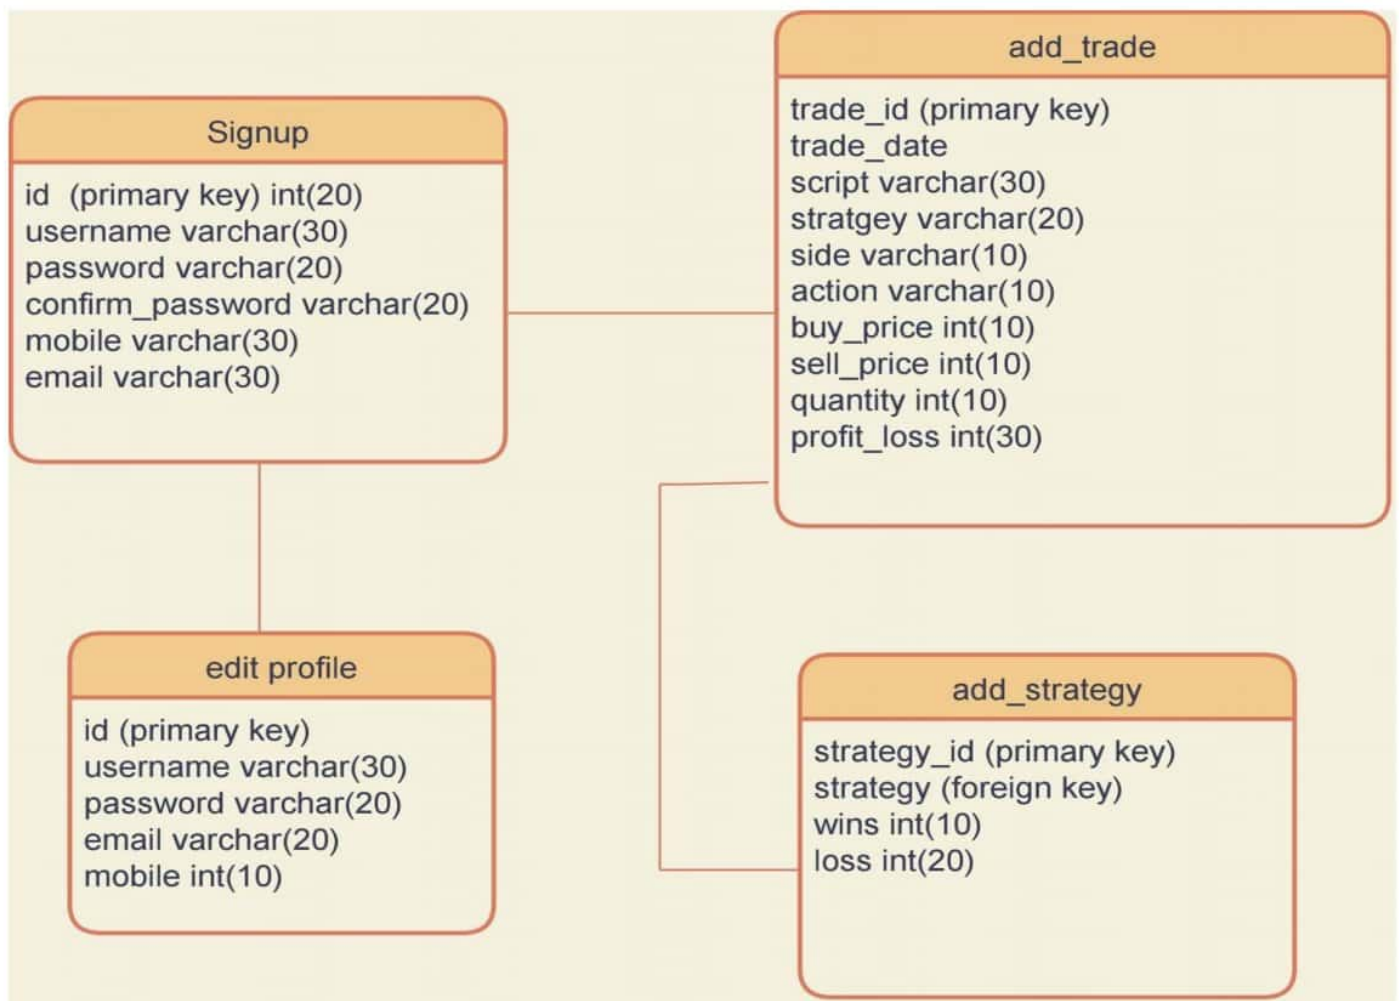 Signup
id (primary key) int(20)
username varchar(30)
password varchar(20)
confirm_password varchar(20)
mobile varchar(30)
email varchar(30)
add_trade
trade_id (primary key)
trade_date
script varchar(30)
stratgey varchar(20)
side varchar(10)
action varchar(10)
buy_price int(10)
sell_price int(10)
quantity int(10)
profit_loss int(30)
edit profile
id (primary key)
username varchar(30)
password varchar(20)
email varchar(20)
mobile int(10)
add_strategy
strategy_id (primary key)
strategy (foreign key)
wins int(10)
loss int(20)